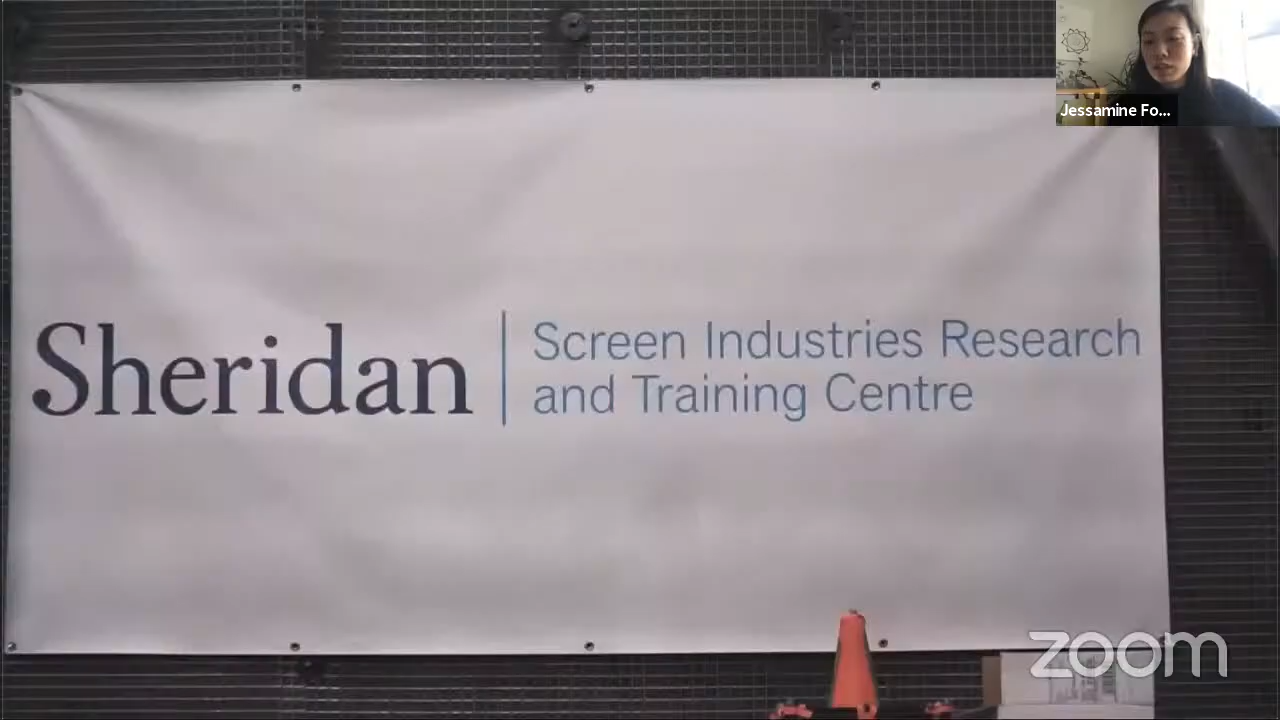 Jessamine Fo...
Sheridan
Screen Industries Research
and Training Centre
zoom